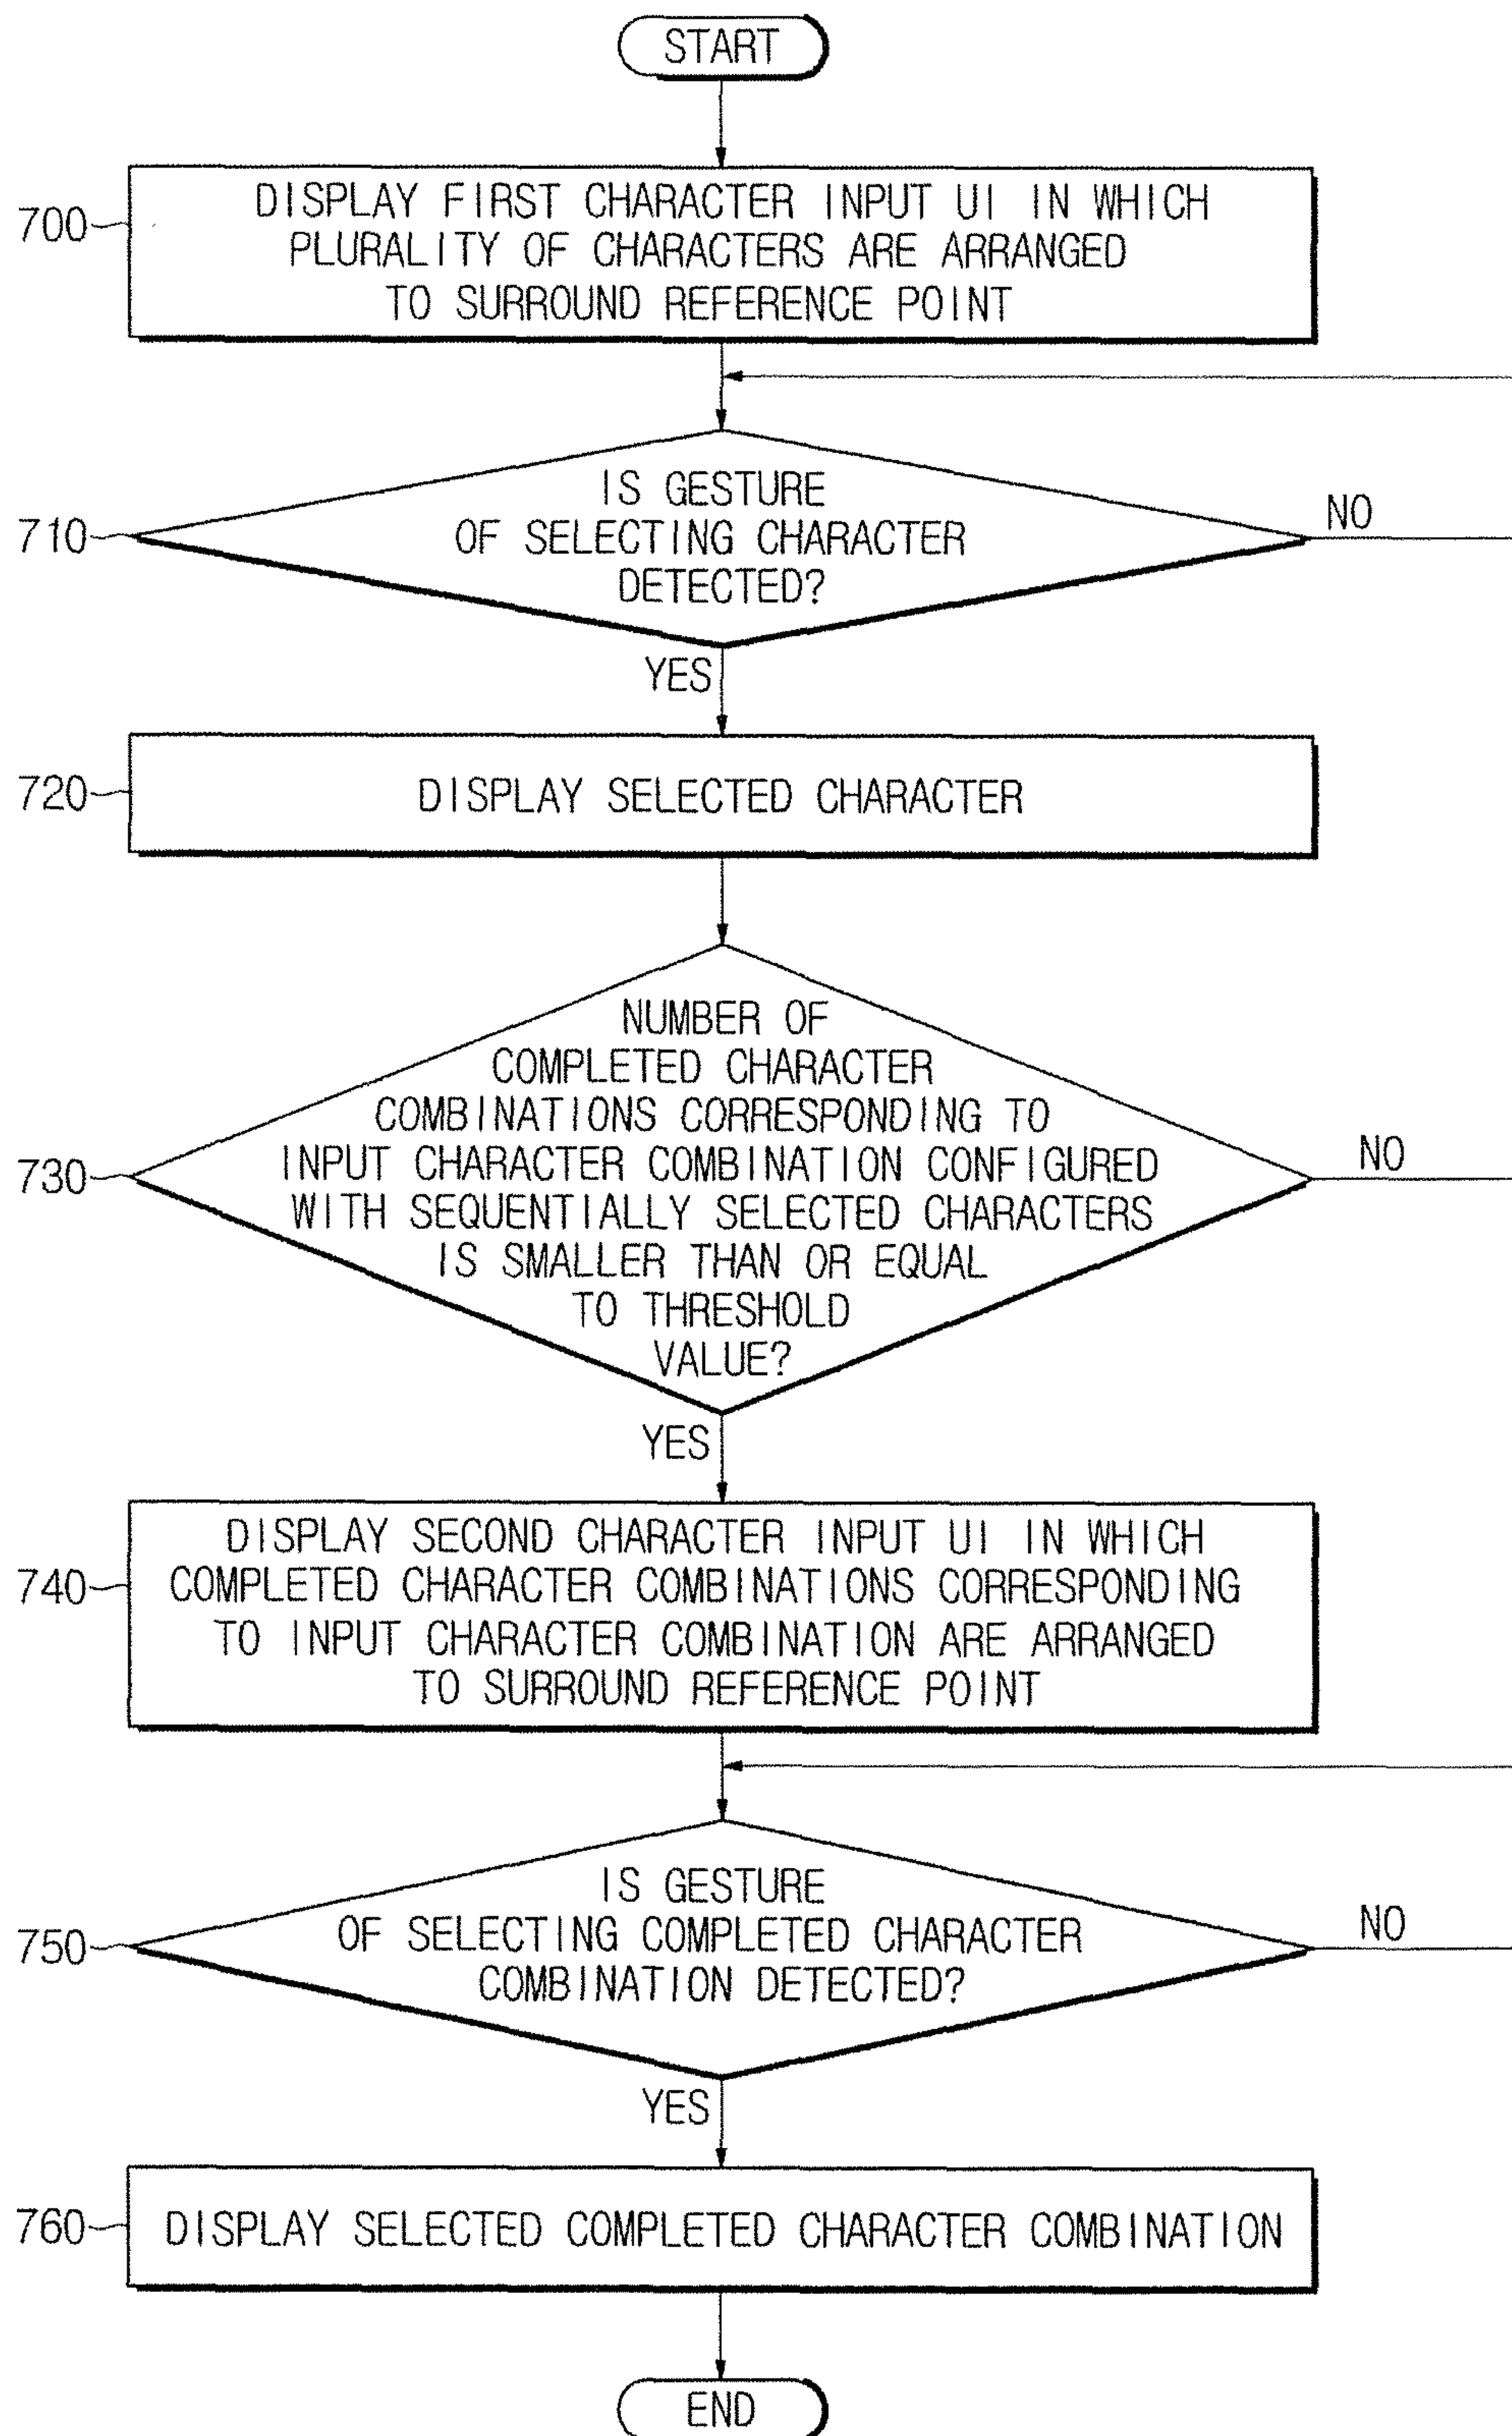 START
700
DISPLAY FIRST CHARACTER INPUT UI IN WHICH
PLURALITY OF CHARACTERS ARE ARRANGED
TO SURROUND REFERENCE POINT
710
IS GESTURE
OF SELECTING CHARACTER
DETECTED?
NO
YES
720
DISPLAY SELECTED CHARACTER
730
NUMBER OF
COMPLETED CHARACTER
COMBINATIONS CORRESPONDING TO
INPUT CHARACTER COMBINATION CONFIGURED
WITH SEQUENTIALLY SELECTED CHARACTERS
IS SMALLER THAN OR EQUAL
TO THRESHOLD
VALUE?
NO
YES
740
DISPLAY SECOND CHARACTER INPUT UI IN WHICH
COMPLETED CHARACTER COMBINATIONS CORRESPONDING
TO INPUT CHARACTER COMBINATION ARE ARRANGED
TO SURROUND REFERENCE POINT
750
IS GESTURE
OF SELECTING COMPLETED CHARACTER
COMBINATION DETECTED?
NO
YES
760
DISPLAY SELECTED COMPLETED CHARACTER COMBINATION
END